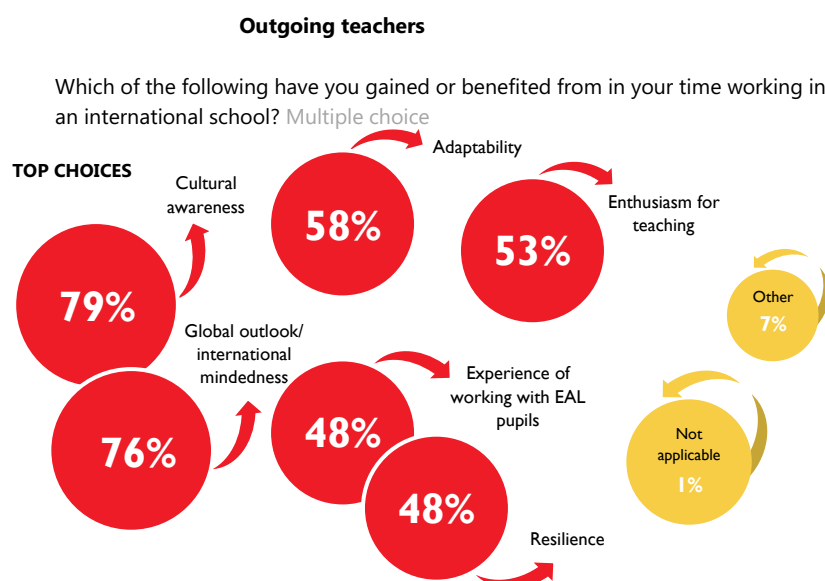 Outgoing teachers
Which of the following have you gained or benefited from in your time working in
an international school? Multiple choice
TOP CHOICES
Cultural
awareness
79%
58%
Adaptability
53%
Enthusiasm for
teaching
Other
7%
Global outlook/
international
mindedness
76%
48%
Experience of
working with EAL
pupils
48%
Resilience
Not
applicable
1%